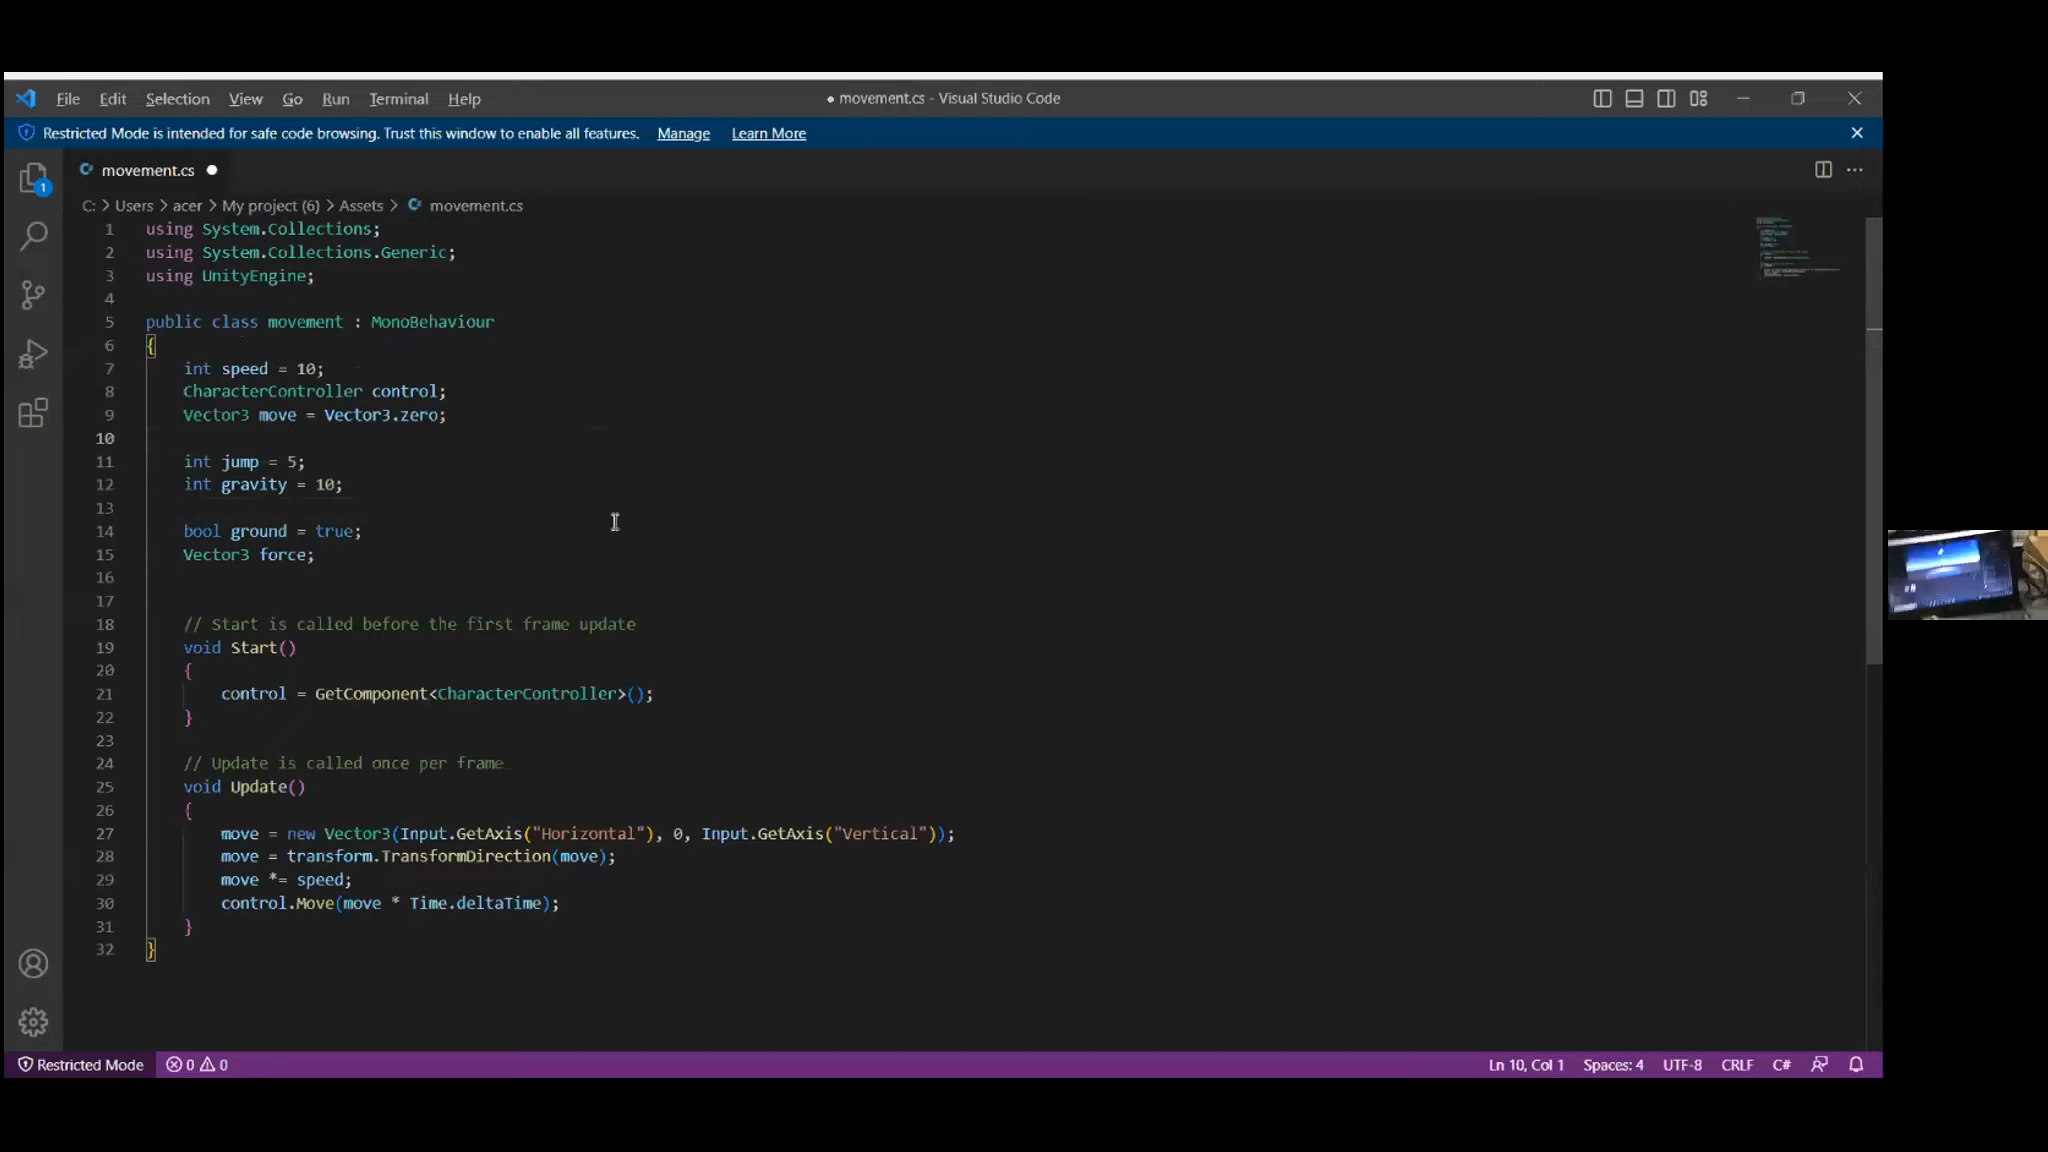 File Edit Selection View Go Run Terminal Help ● movement.cs - Visual Studio Code
Restricted Mode is intended for safe code browsing. Trust this window to enable all features. Manage Learn More
movement.cs
1
C: > Users > acer > My project (6) > Assets > movement.cs
1 using System.Collections;
2 using System.Collections.Generic;
3 using UnityEngine;
4
5 public class movement : MonoBehaviour
6 {
7     int speed = 10;
8     CharacterController control;
9     Vector3 move = Vector3.zero;
10
11     int jump = 5;
12     int gravity = 10;
13
14     bool ground = true;
15     Vector3 force;
16
17
18     // Start is called before the first frame update
19     void Start()
20     {
21         control = GetComponent<CharacterController>();
22     }
23
24     // Update is called once per frame
25     void Update()
26     {
27         move = new Vector3(Input.GetAxis("Horizontal"), 0, Input.GetAxis("Vertical"));
28         move = transform.TransformDirection(move);
29         move *= speed;
30         control.Move(move * Time.deltaTime);
31     }
32 }
Restricted Mode 0 0 Ln 10, Col 1 Spaces: 4 UTF-8 CRLF C#